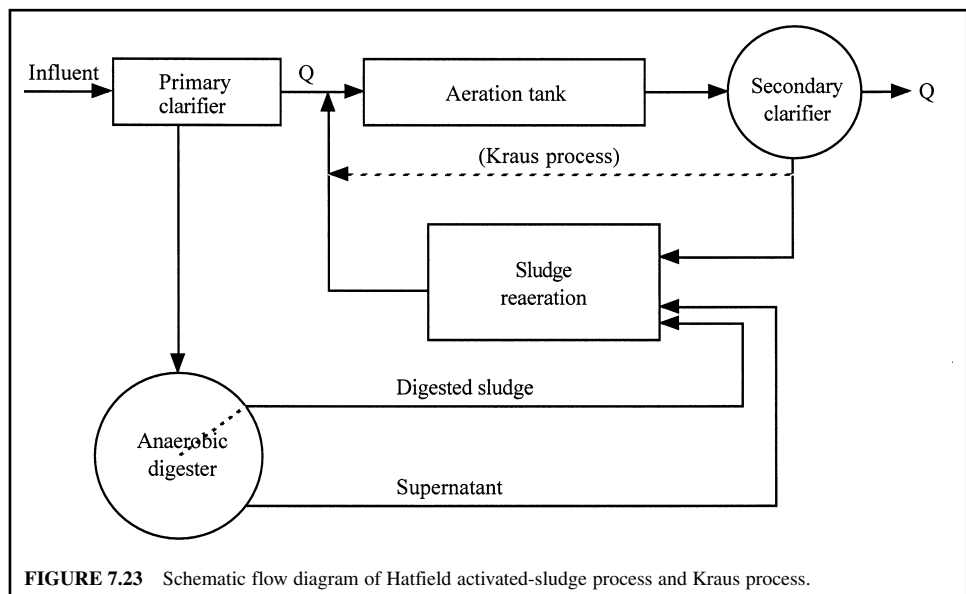 Influent
Primary
clarifier
Q
Aeration tank
Secondary
clarifier
Q
(Kraus process)
Sludge
reaeration
Digested sludge
Anaerobic
digester
Supernatant
FIGURE 7.23 Schematic flow diagram of Hatfield activated-sludge process and Kraus process.